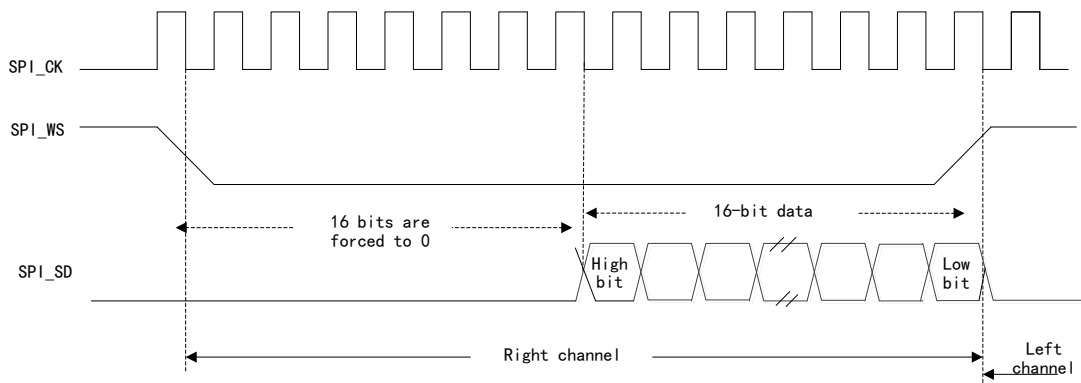 SPI_CK
SPI_WS
16 bits are
forced to 0
16-bit data
SPI_SD
High
bit
Low
bit
Right channel
Left
channel